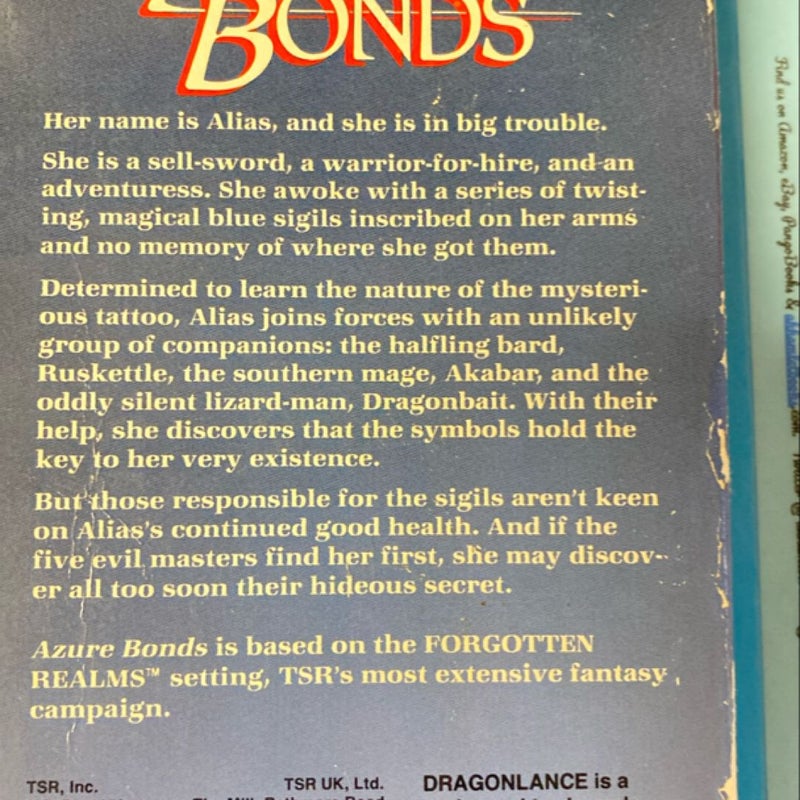 BONDS
Her name is Alias, and she is in big trouble.
She is a sell-sword, a warrior-for-hire, and an
adventuress. She awoke with a series of twist-
ing, magical blue sigils inscribed on her arms
and no memory of where she got them.
Determined to learn the nature of the mysteri-
ous tattoo, Alias joins forces with an unlikely
group of companions: the halfling bard,
Ruskettle, the southern mage, Akabar, and the
oddly silent lizard-man, Dragonbait. With their
help, she discovers that the symbols hold the
key to her very existence.
But those responsible for the sigils aren't keen
on Alias's continued good health. And if the
five evil masters find her first, she may discov-
er all too soon their hideous secret.
Azure Bonds is based on the FORGOTTEN
REALMS™ setting, TSR's most extensive fantasy
campaign.
TSR, Inc.
TSR UK, Ltd.
DRAGONLANCE is a
Find us on Amazon, eBay, PangoBooks &